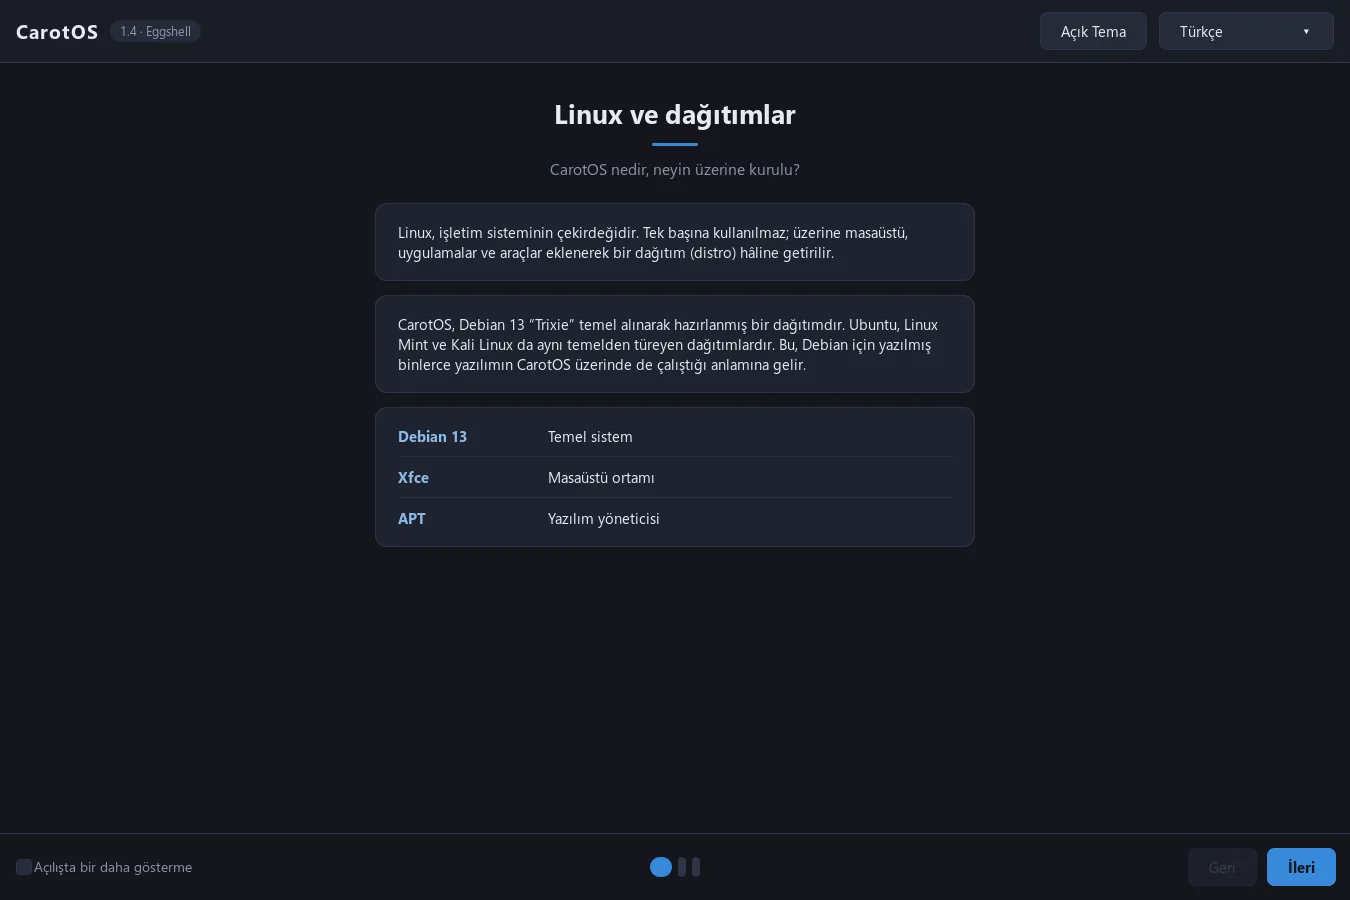 CarotOS
1.4 · Eggshell
Açık Tema
Türkçe
Linux ve dağıtımlar
CarotOS nedir, neyin üzerine kurulu?
Linux, işletim sisteminin çekirdeğidir. Tek başına kullanılmaz; üzerine masaüstü,
uygulamalar ve araçlar eklenerek bir dağıtım (distro) hâline getirilir.
CarotOS, Debian 13 “Trixie” temel alınarak hazırlanmış bir dağıtımdır. Ubuntu, Linux
Mint ve Kali Linux da aynı temelden türeyen dağıtımlardır. Bu, Debian için yazılmış
binlerce yazılımın CarotOS üzerinde de çalıştığı anlamına gelir.
Debian 13 Temel sistem
Xfce Masaüstü ortamı
APT Yazılım yöneticisi
Açılışta bir daha gösterme
Geri
İleri